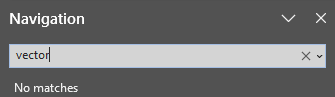 Navigation
vector
No matches